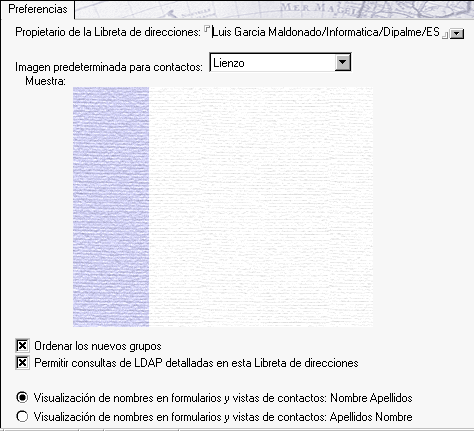 MER MAGEL
Preferencias
Propietario de la Libreta de direcciones: Luis Garcia Maldonado/Informatica/Dipalme/ES
Imagen predeterminada para contactos: Lienzo
Muestra:
Ordenar los nuevos grupos
Permitir consultas de LDAP detalladas en esta Libreta de direcciones
Visualización de nombres en formularios y vistas de contactos: Nombre Apellidos
Visualización de nombres en formularios y vistas de contactos: Apellidos Nombre